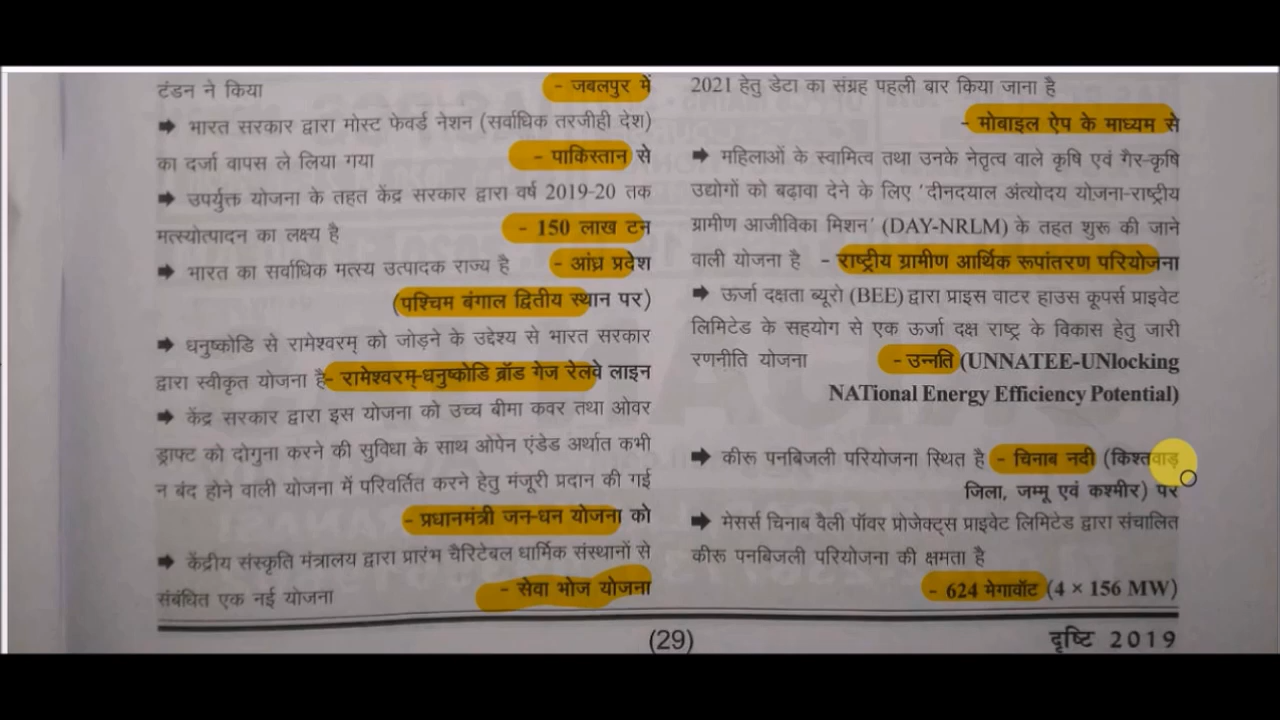 टंडन ने किया - जबलपुर में
➡ भारत सरकार द्वारा मोस्ट फेवर्ड नेशन (सर्वाधिक तरजीही देश)
का दर्जा वापस ले लिया गया - पाकिस्तान से
➡ उपर्युक्त योजना के तहत केंद्र सरकार द्वारा वर्ष 2019-20 तक
मत्स्योत्पादन का लक्ष्य है - 150 लाख टन
➡ भारत का सर्वाधिक मत्स्य उत्पादक राज्य है - आंध्र प्रदेश
(पश्चिम बंगाल द्वितीय स्थान पर)
➡ धनुष्कोडि से रामेश्वरम् को जोड़ने के उद्देश्य से भारत सरकार
द्वारा स्वीकृत योजना है- रामेश्वरम्-धनुष्कोडि ब्रॉड गेज रेलवे लाइन
➡ केंद्र सरकार द्वारा इस योजना को उच्च बीमा कवर तथा ओवर
ड्राफ्ट को दोगुना करने की सुविधा के साथ ओपेन एंडेड अर्थात कभी
न बंद होने वाली योजना में परिवर्तित करने हेतु मंजूरी प्रदान की गई
- प्रधानमंत्री जन-धन योजना को
➡ केंद्रीय संस्कृति मंत्रालय द्वारा प्रारंभ चैरिटेबल धार्मिक संस्थानों से
संबंधित एक नई योजना - सेवा भोज योजना
2021 हेतु डेटा का संग्रह पहली बार किया जाना है
- मोबाइल ऐप के माध्यम से
➡ महिलाओं के स्वामित्व तथा उनके नेतृत्व वाले कृषि एवं गैर-कृषि
उद्योगों को बढ़ावा देने के लिए 'दीनदयाल अंत्योदय योजना-राष्ट्रीय
ग्रामीण आजीविका मिशन' (DAY-NRLM) के तहत शुरू की जाने
वाली योजना है - राष्ट्रीय ग्रामीण आर्थिक रूपांतरण परियोजना
➡ ऊर्जा दक्षता ब्यूरो (BEE) द्वारा प्राइस वाटर हाउस कूपर्स प्राइवेट
लिमिटेड के सहयोग से एक ऊर्जा दक्ष राष्ट्र के विकास हेतु जारी
रणनीति योजना - उन्नति (UNNATEE-UNlocking
NATional Energy Efficiency Potential)
➡ कीरू पनबिजली परियोजना स्थित है - चिनाब नदी (किश्तवाड़
जिला, जम्मू एवं कश्मीर) पर
➡ मेसर्स चिनाब वैली पॉवर प्रोजेक्ट्स प्राइवेट लिमिटेड द्वारा संचालित
कीरू पनबिजली परियोजना की क्षमता है
- 624 मेगावॉट (4 × 156 MW)
(29) दृष्टि 2019